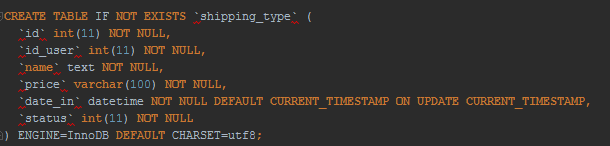 CREATE TABLE IF NOT EXISTS `shipping_type` (
`id` int(11) NOT NULL,
`id_user` int(11) NOT NULL,
`name` text NOT NULL,
`price` varchar(100) NOT NULL,
`date_in` datetime NOT NULL DEFAULT CURRENT_TIMESTAMP ON UPDATE CURRENT_TIMESTAMP,
`status` int(11) NOT NULL
) ENGINE=InnoDB DEFAULT CHARSET=utf8;